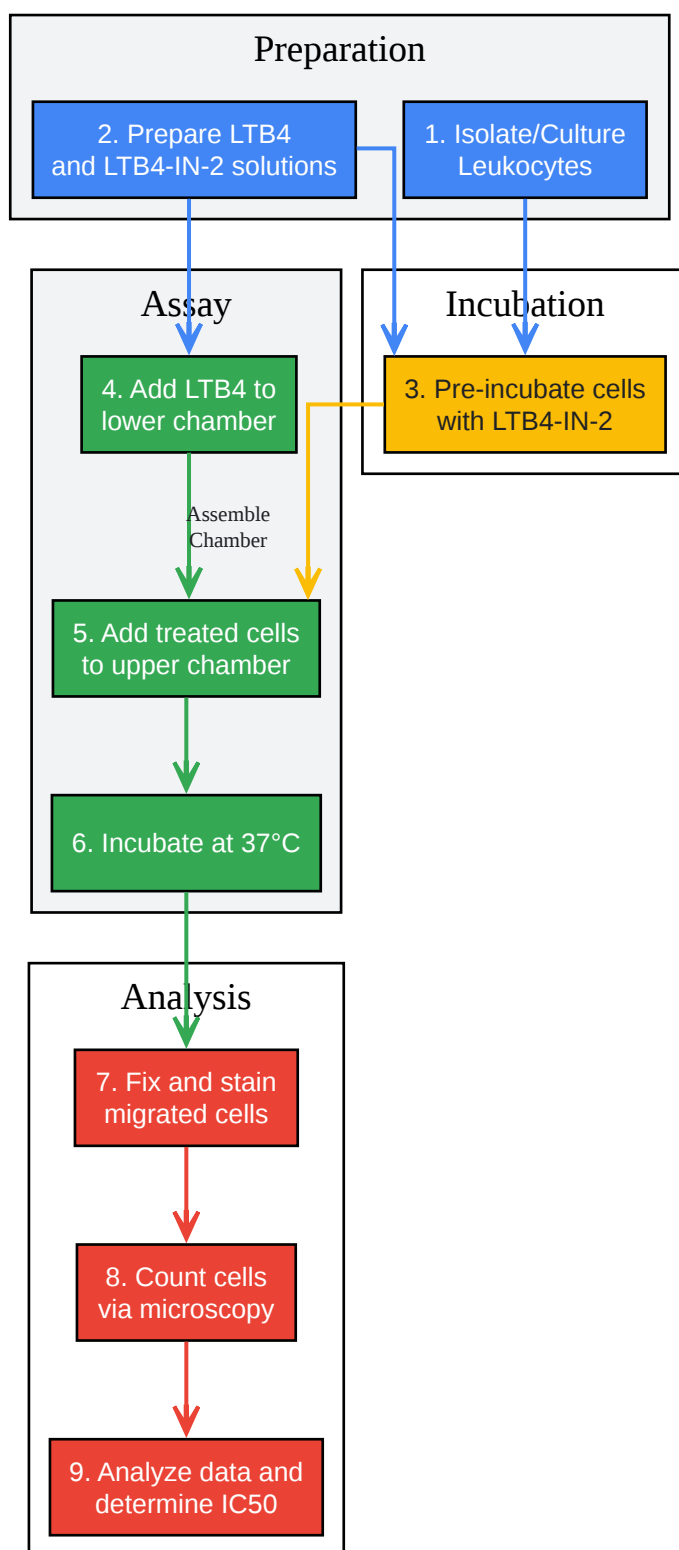 Preparation
2. Prepare LTB4
and LTB4-IN-2 solutions
1. Isolate/Culture
Leukocytes
Assay
Incubation
4. Add LTB4 to
lower chamber
3. Pre-incubate cells
with LTB4-IN-2
Assemble
Chamber
5. Add treated cells
to upper chamber
6. Incubate at 37°C
Analysis
7. Fix and stain
migrated cells
8. Count cells
via microscopy
9. Analyze data and
determine IC50